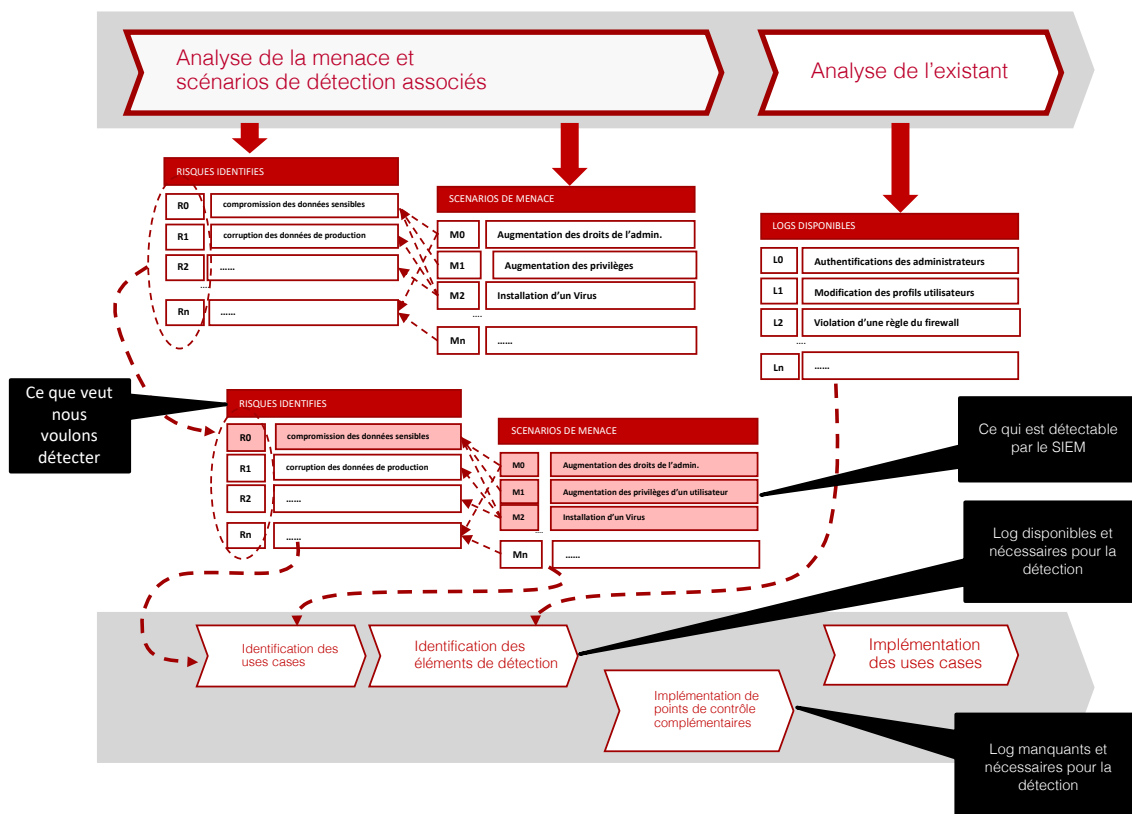 Analyse de la menace et
scénarios de détection associés
Analyse de l'existant
RISQUES IDENTIFIES
R0 compromission des données sensibles
R1 corruption des données de production
R2 ......
....
Rn ......
SCENARIOS DE MENACE
M0 Augmentation des droits de l'admin.
M1 Augmentation des privilèges
M2 Installation d'un Virus
....
Mn ......
LOGS DISPONIBLES
L0 Authentifications des administrateurs
L1 Modification des profils utilisateurs
L2 Violation d'une règle du firewall
....
Ln ......
Ce que veut
nous
voulons
détecter
RISQUES IDENTIFIES
R0 compromission des données sensibles
R1 corruption des données de production
R2 ......
Rn ......
SCENARIOS DE MENACE
M0 Augmentation des droits de l'admin.
M1 Augmentation des privilèges d'un utilisateur
M2 Installation d'un Virus
....
Mn ......
Ce qui est détectable
par le SIEM
Log disponibles et
nécessaires pour la
détection
Identification des
uses cases
Identification des
éléments de détection
Implémentation de
points de contrôle
complémentaires
Implémentation
des uses cases
Log manquants et
nécessaires pour la
détection